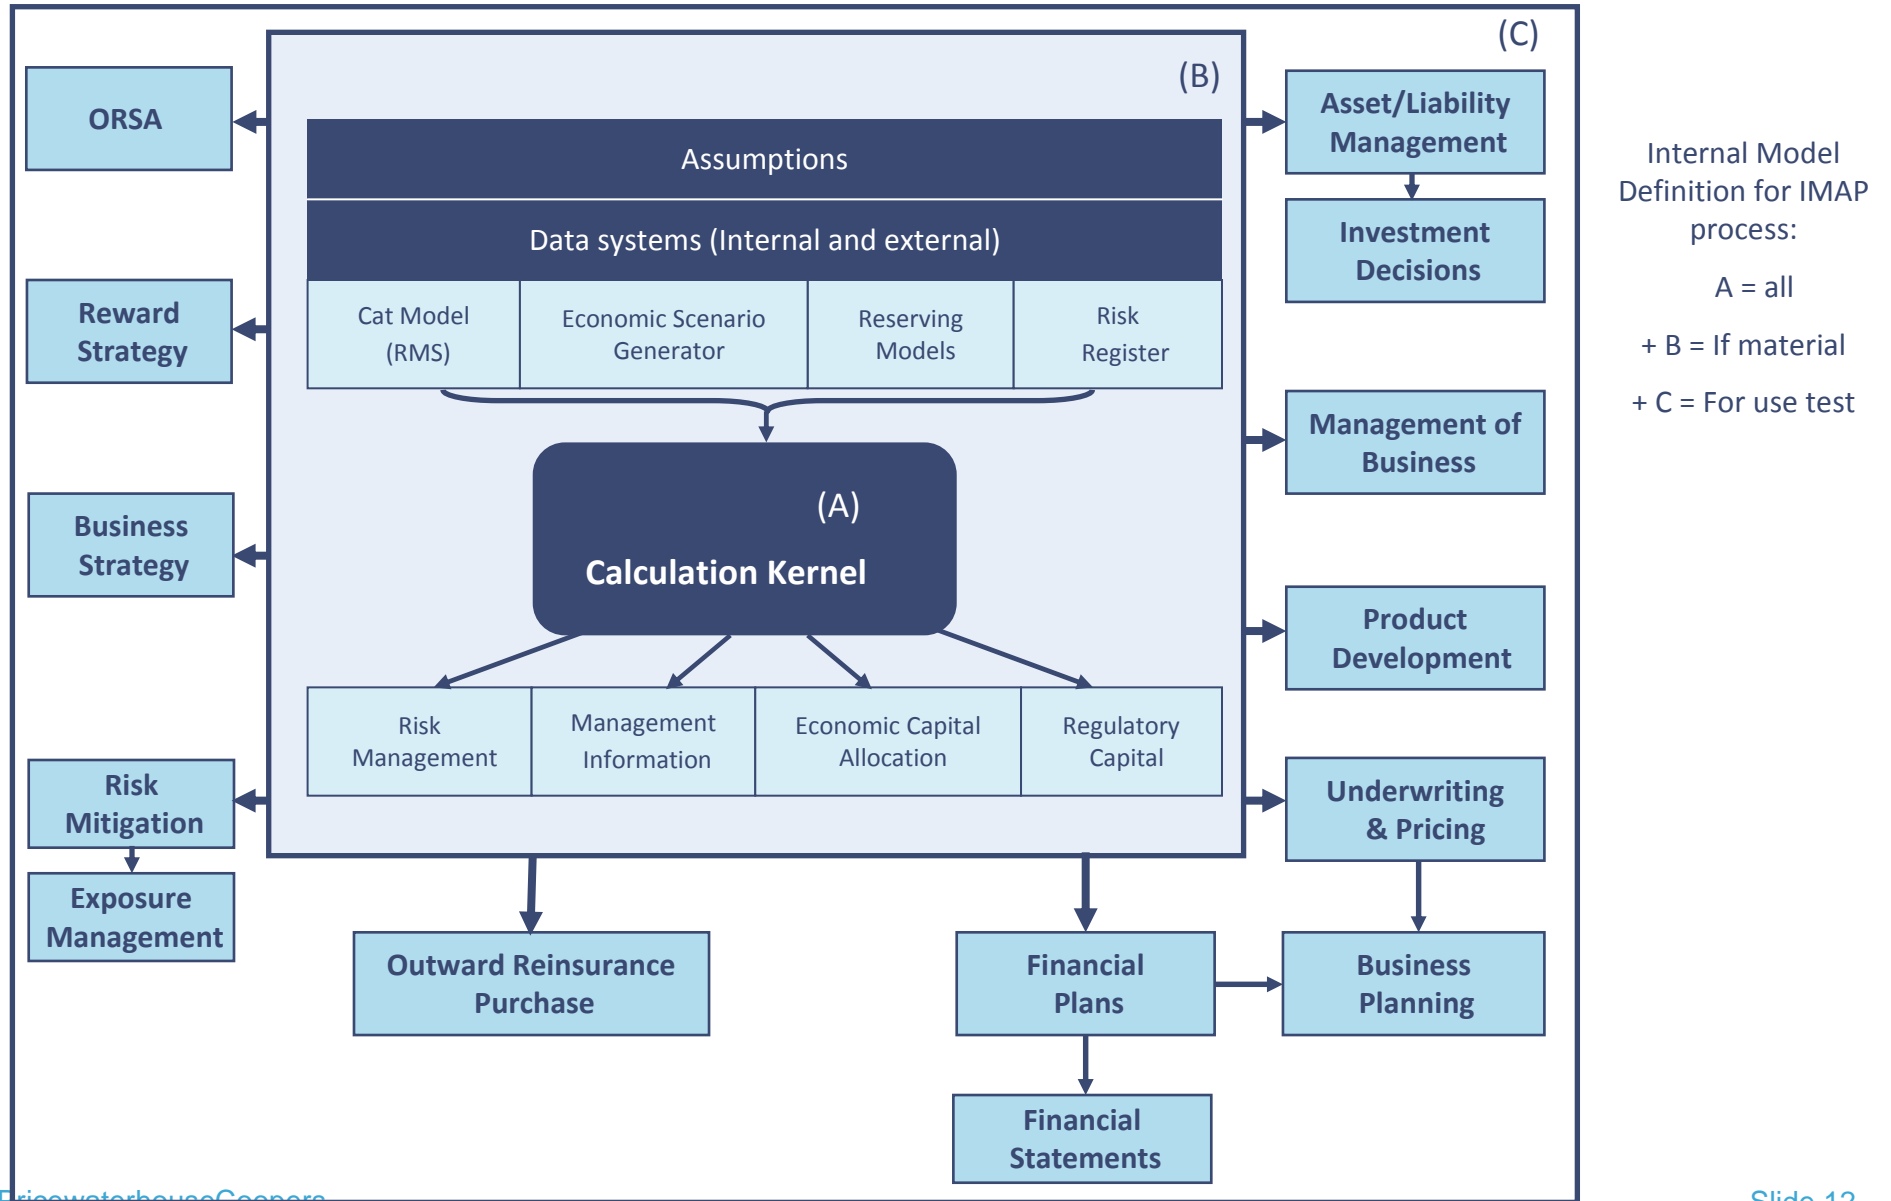 (C)
(B)
ORSA
Asset/Liability
Management
Assumptions
Internal Model
Definition for IMAP
process:
A = all
+ B = If material
+ C = For use test
Data systems (Internal and external)
Investment
Decisions
Reward
Strategy
Cat Model
(RMS)
Economic Scenario
Generator
Reserving
Models
Risk
Register
Management of
Business
(A)
Calculation Kernel
Business
Strategy
Product
Development
Risk
Management
Management
Information
Economic Capital
Allocation
Regulatory
Capital
Risk
Mitigation
Underwriting
& Pricing
Exposure
Management
Outward Reinsurance
Purchase
Financial
Plans
Business
Planning
Financial
Statements
PricewaterhouseCoopers
Slide 12